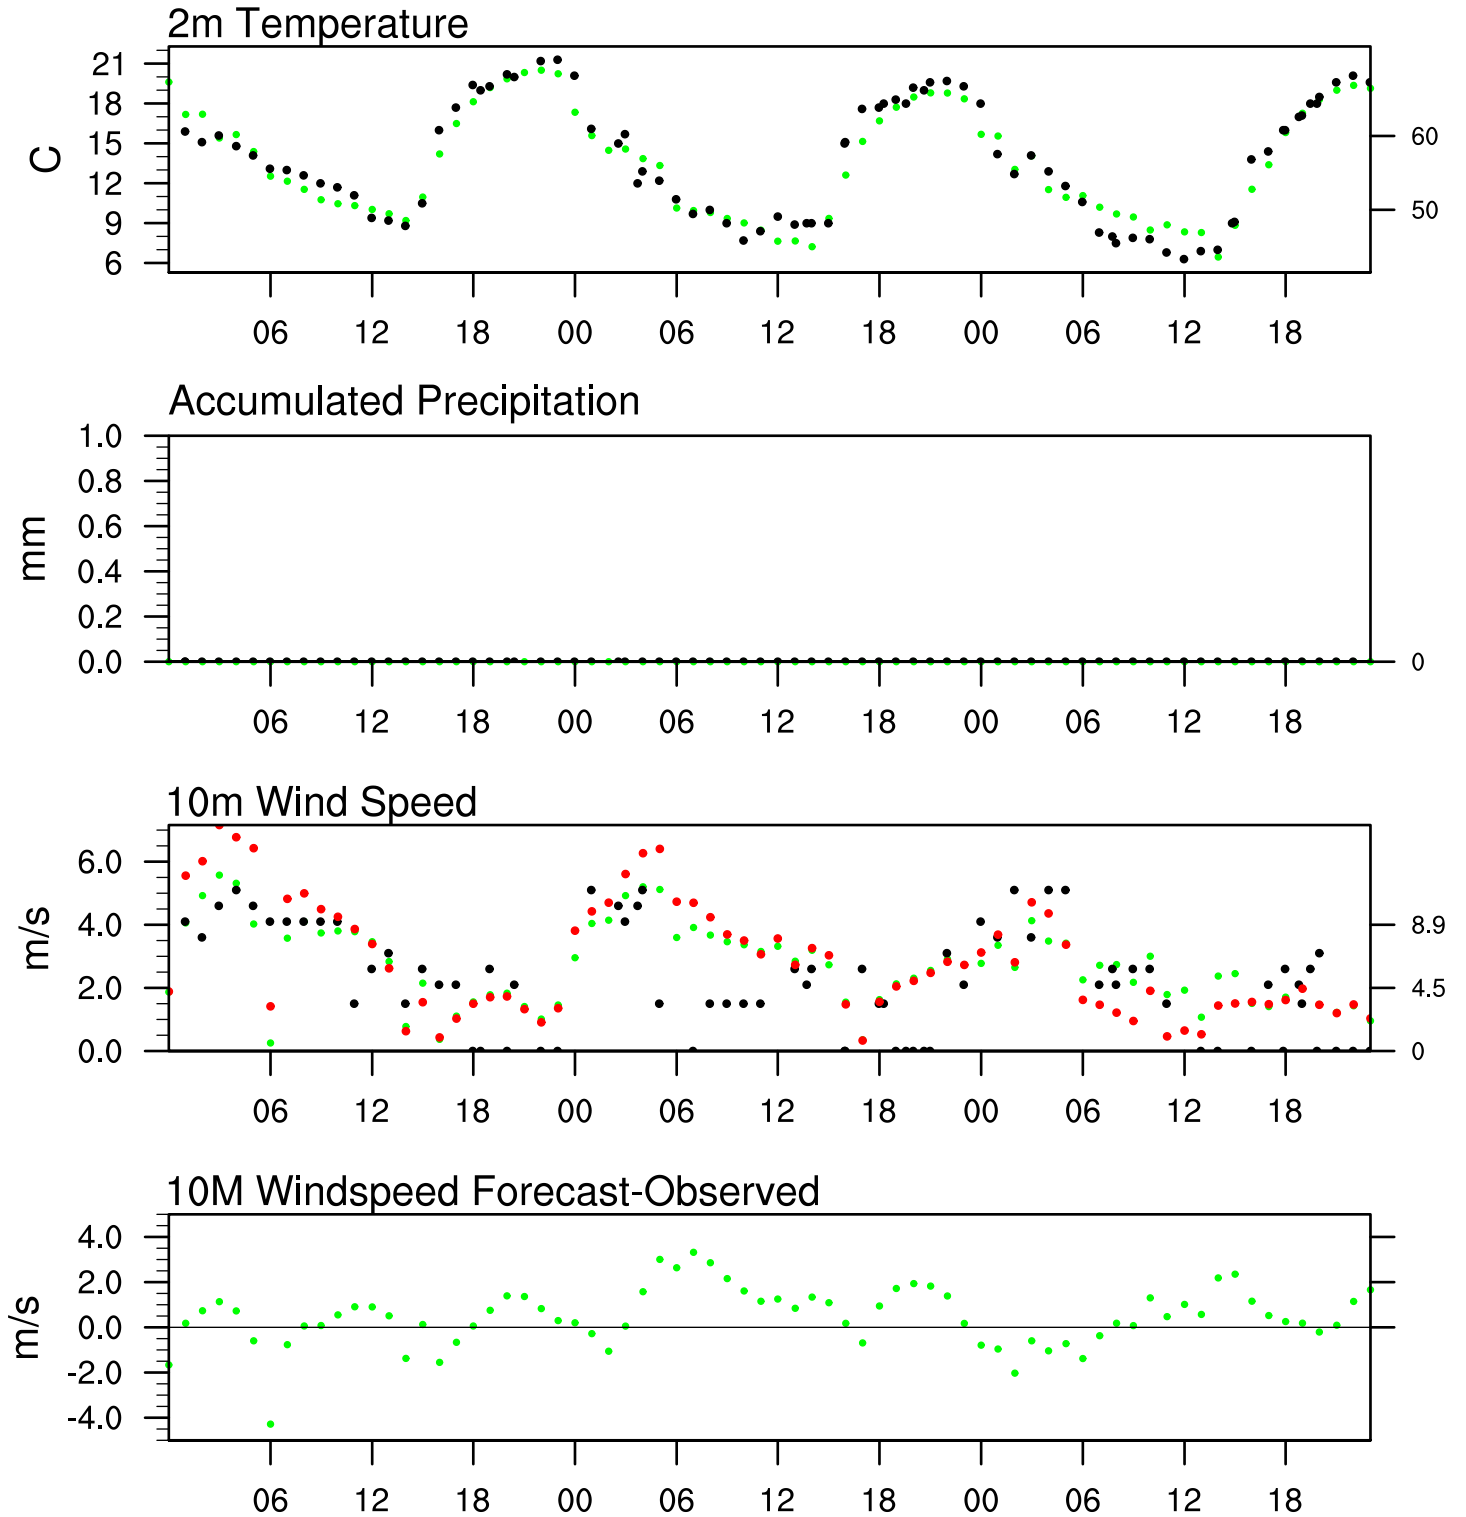 2m Temperature
21
18
15
12
9
6
C
60
50
06 12 18 00 06 12 18 00 06 12 18
Accumulated Precipitation
1.0
0.8
0.6
0.4
0.2
0.0
mm
0
06 12 18 00 06 12 18 00 06 12 18
10m Wind Speed
6.0
4.0
2.0
0.0
m/s
8.9
4.5
0
06 12 18 00 06 12 18 00 06 12 18
10M Windspeed Forecast-Observed
4.0
2.0
0.0
-2.0
-4.0
m/s
06 12 18 00 06 12 18 00 06 12 18